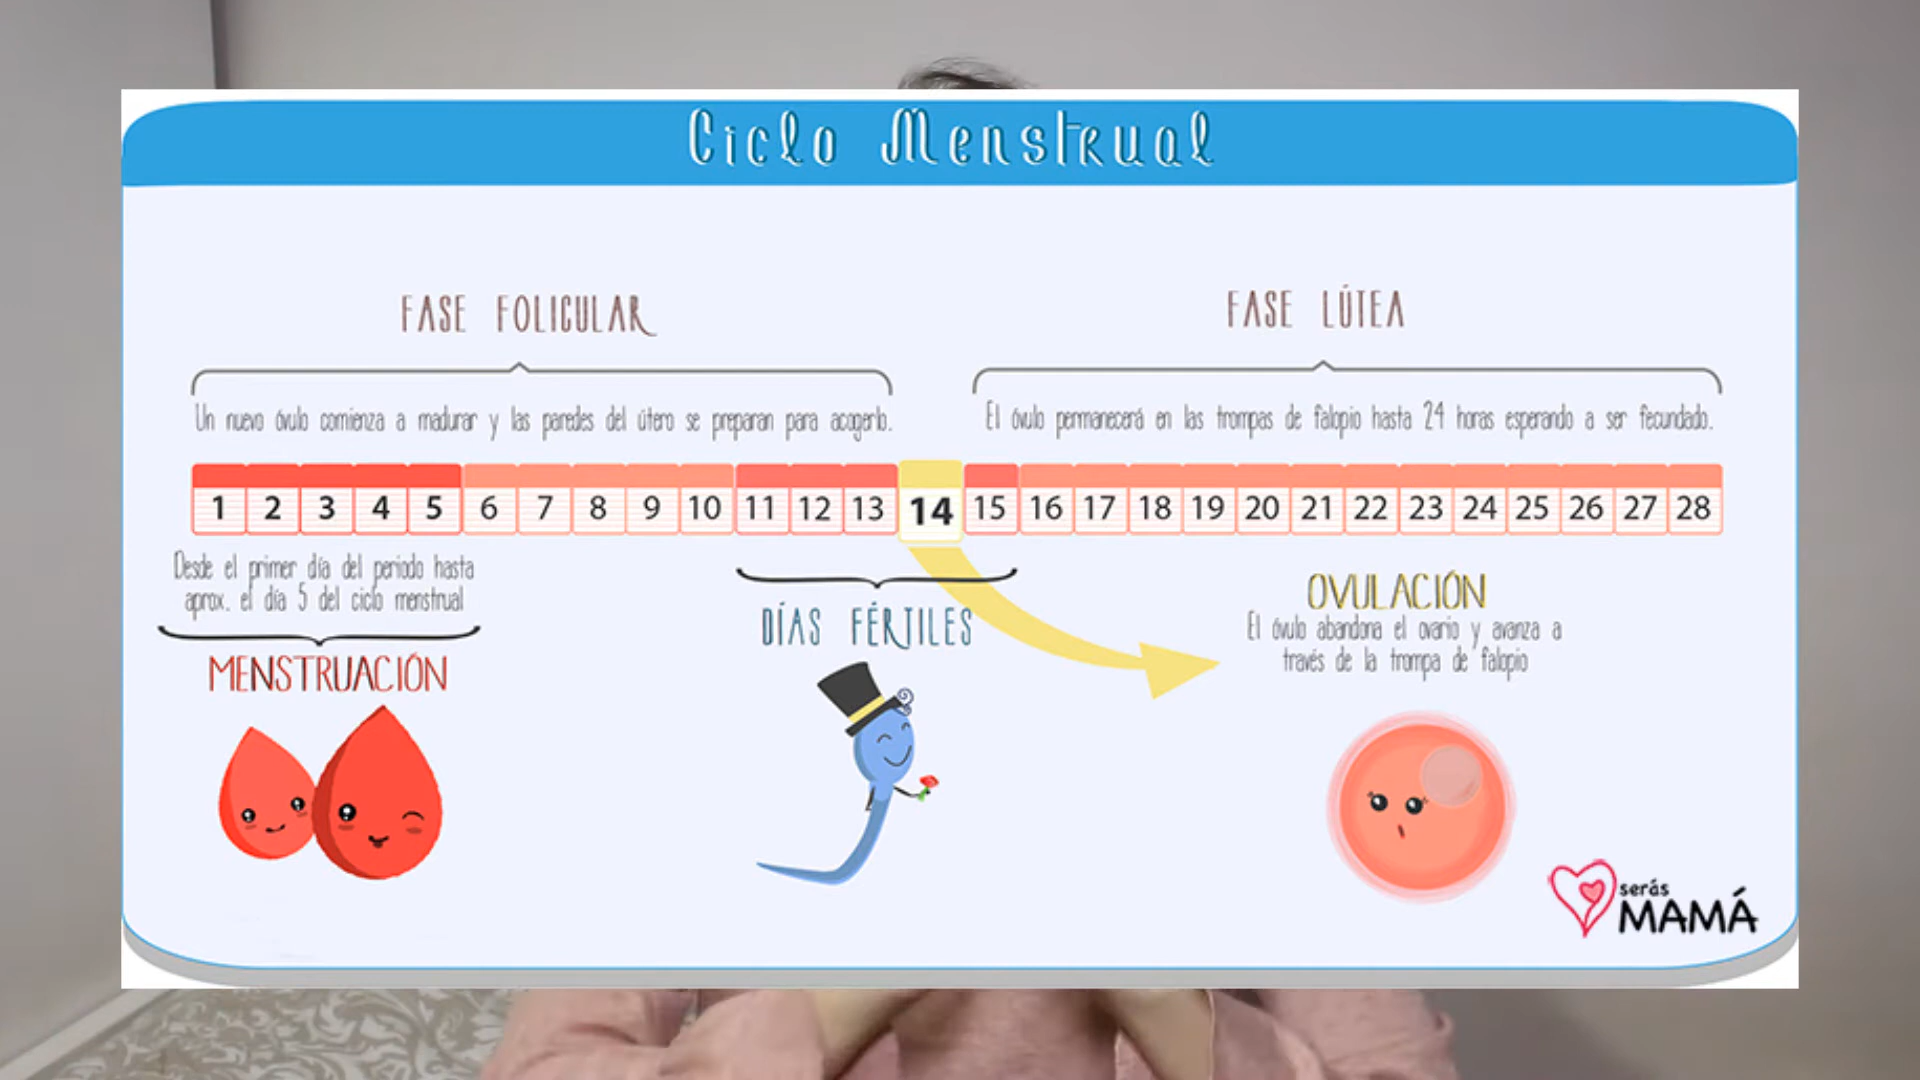 Ciclo Menstrual
FASE FOLICULAR
FASE LÚTEA
Un nuevo óvulo comienza a madurar y las paredes del útero se preparan para acogerlo.
El óvulo permanecerá en las trompas de falopio hasta 24 horas esperando a ser fecundado.
1 2 3 4 5 6 7 8 9 10 11 12 13 14 15 16 17 18 19 20 21 22 23 24 25 26 27 28
Desde el primer día del periodo hasta
aprox. el día 5 del ciclo menstrual
MENSTRUACIÓN
DÍAS FÉRTILES
OVULACIÓN
El óvulo abandona el ovario y avanza a
través de la trompa de falopio
serás
MAMÁ